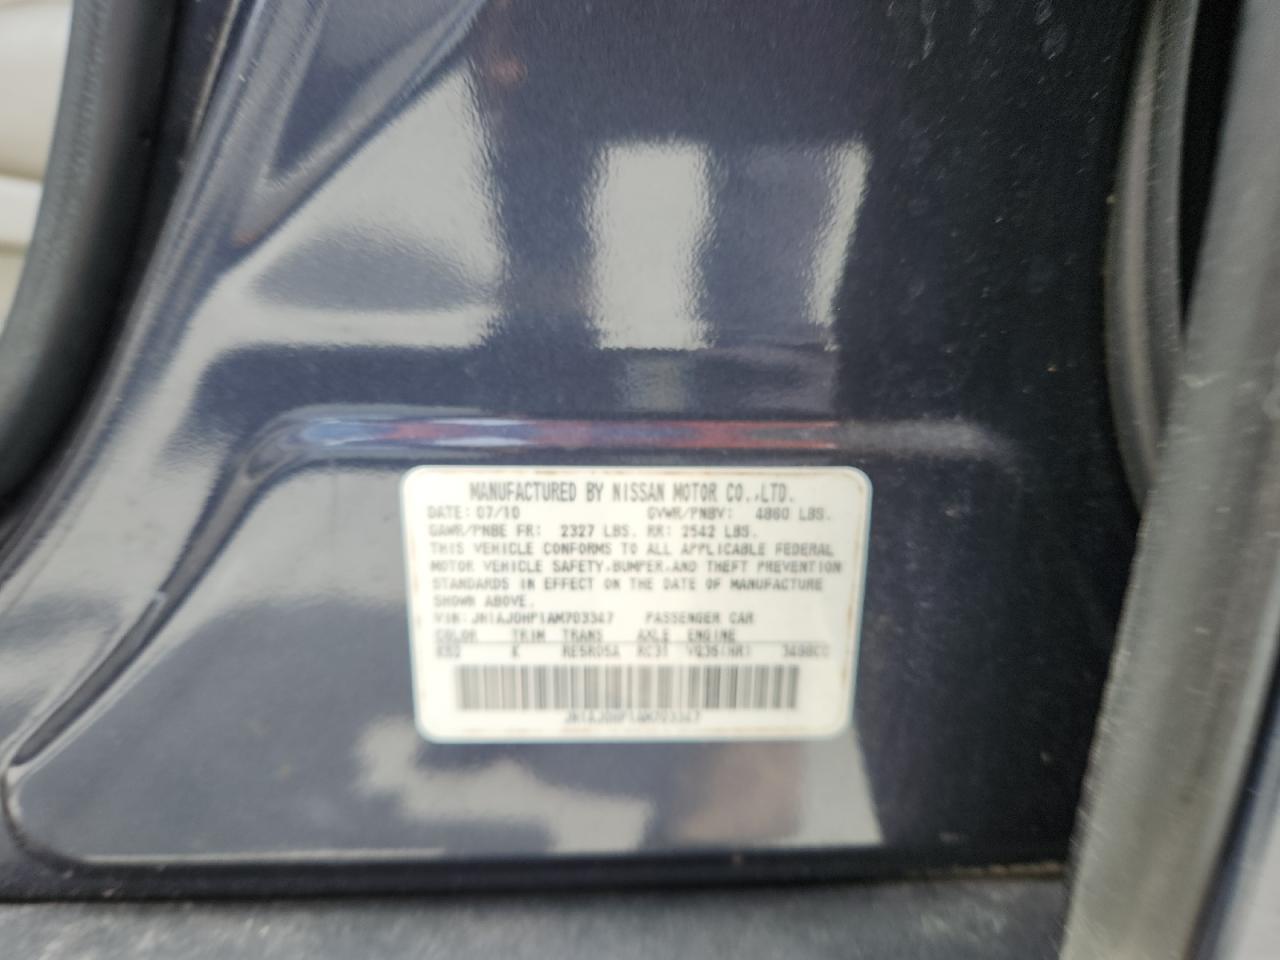 MANUFACTURED BY NISSAN MOTOR CO.,LTD.
DATE: 07/10 GVWR/PNBV: 4860 LBS.
GAWR/PNBE FR: 2327 LBS. RR: 2542 LBS.
THIS VEHICLE CONFORMS TO ALL APPLICABLE FEDERAL
MOTOR VEHICLE SAFETY,BUMPER,AND THEFT PREVENTION
STANDARDS IN EFFECT ON THE DATE OF MANUFACTURE
SHOWN ABOVE.
VIN: JN1AJ0HP1AM703347 PASSENGER CAR
COLOR TRIM TRANS AXLE ENGINE
K RE5R05A RC31 VQ35(HR)
JN1AJ0HP1AM703347